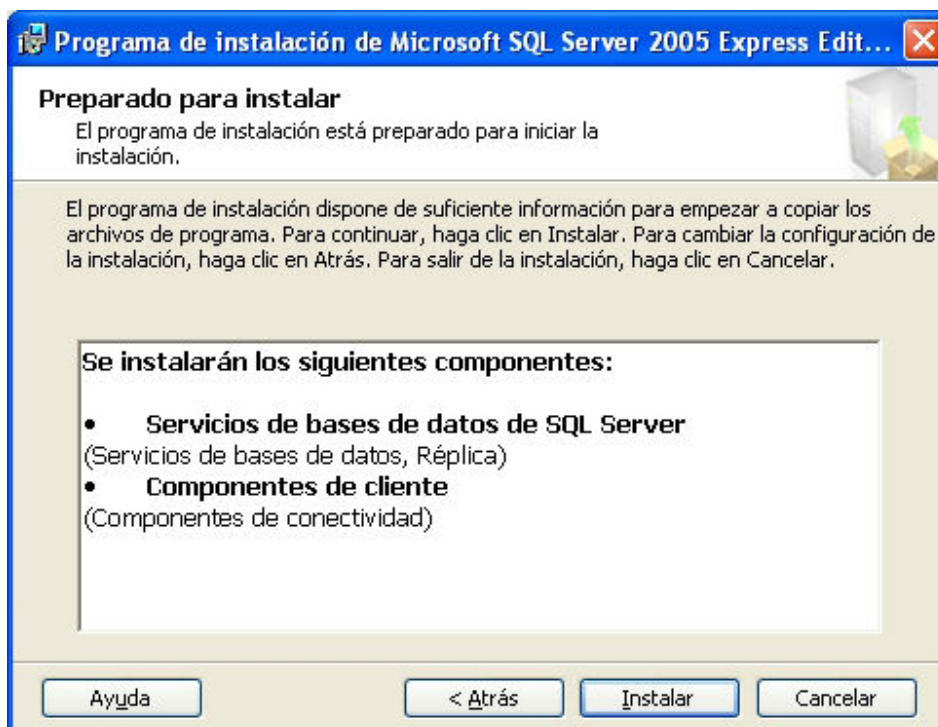 Programa de instalación de Microsoft SQL Server 2005 Express Edit...
Preparado para instalar
El programa de instalación está preparado para iniciar la
instalación.
El programa de instalación dispone de suficiente información para empezar a copiar los
archivos de programa. Para continuar, haga clic en Instalar. Para cambiar la configuración de
la instalación, haga clic en Atrás. Para salir de la instalación, haga clic en Cancelar.
Se instalarán los siguientes componentes:
• Servicios de bases de datos de SQL Server
(Servicios de bases de datos, Réplica)
• Componentes de cliente
(Componentes de conectividad)
Ayuda
< Atrás
Instalar
Cancelar